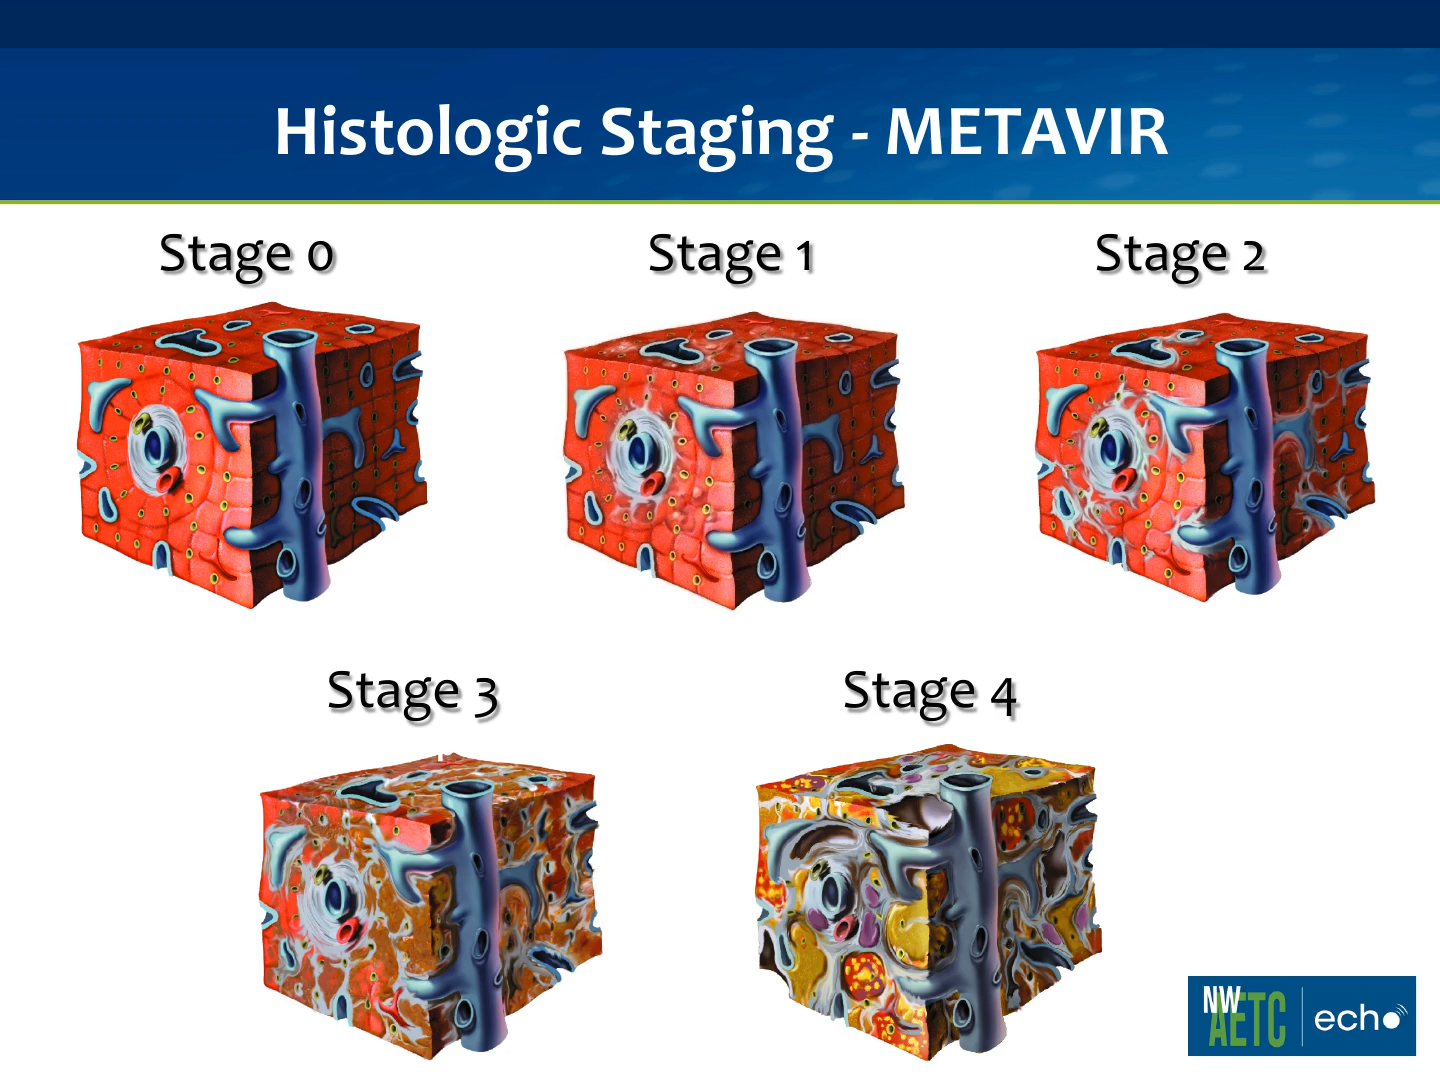 Histologic Staging - METAVIR
Stage 0
Stage 1
Stage 2
Stage 3
Stage 4
NW
AETC
echo